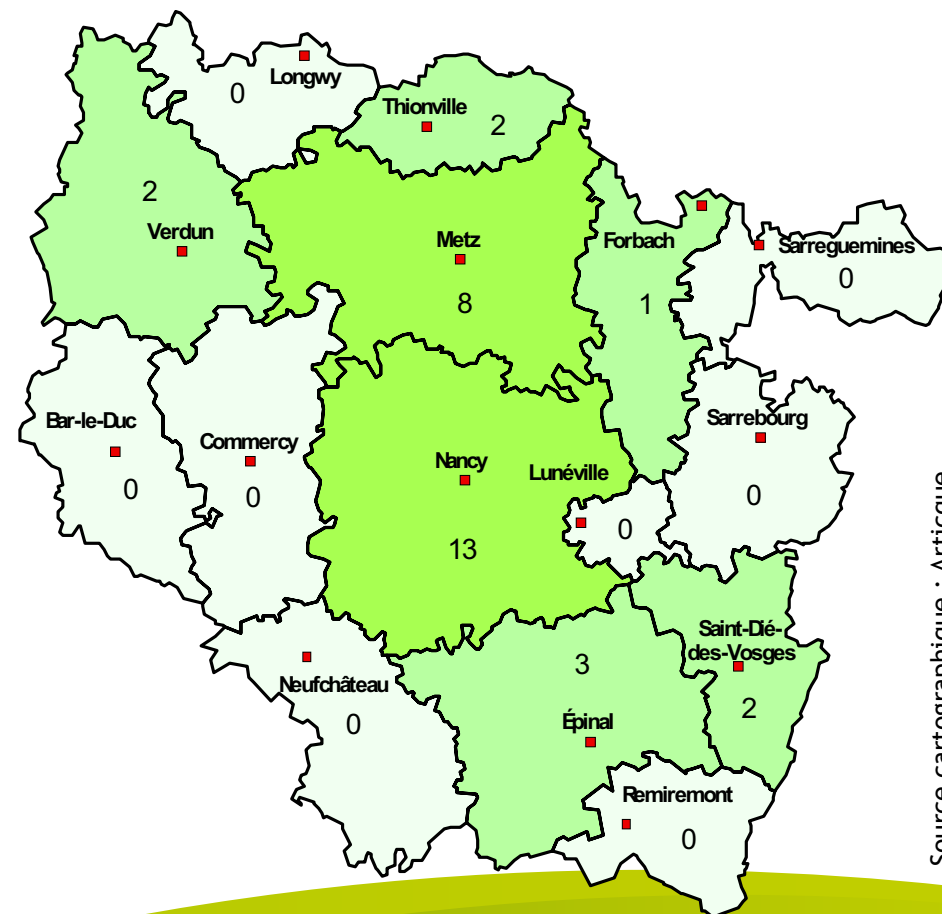 0
Longwy
Thionville
2
2
Verdun
Metz
8
Forbach
1
Sarreguemines
0
Bar-le-Duc
0
Commercy
0
Nancy
13
Lunéville
0
Sarrebourg
0
Saint-Dié-
des-Vosges
2
3
Épinal
Neufchâteau
0
Remiremont
0
Source cartographique : Articque